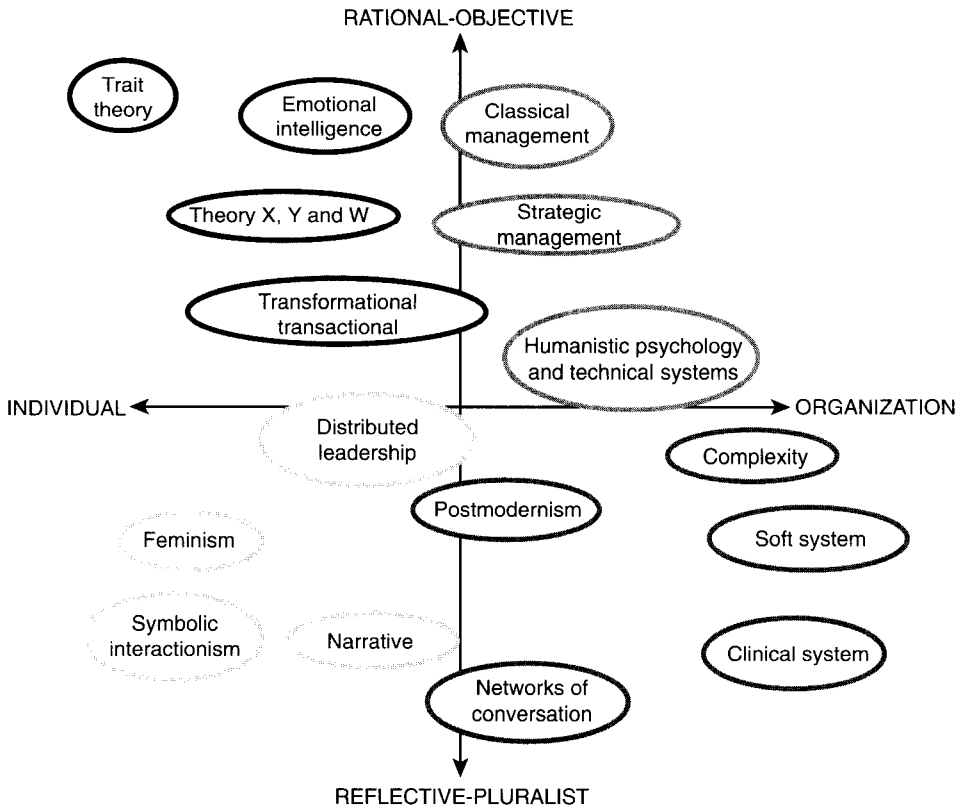 RATIONAL-OBJECTIVE
Trait
theory
Emotional
intelligence
Classical
management
Theory X, Y and W
Strategic
management
Transformational
transactional
Humanistic psychology
and technical systems
INDIVIDUAL
ORGANIZATION
Distributed
leadership
Complexity
Postmodernism
Feminism
Soft system
Symbolic
interactionism
Narrative
Clinical system
Networks of
conversation
REFLECTIVE-PLURALIST